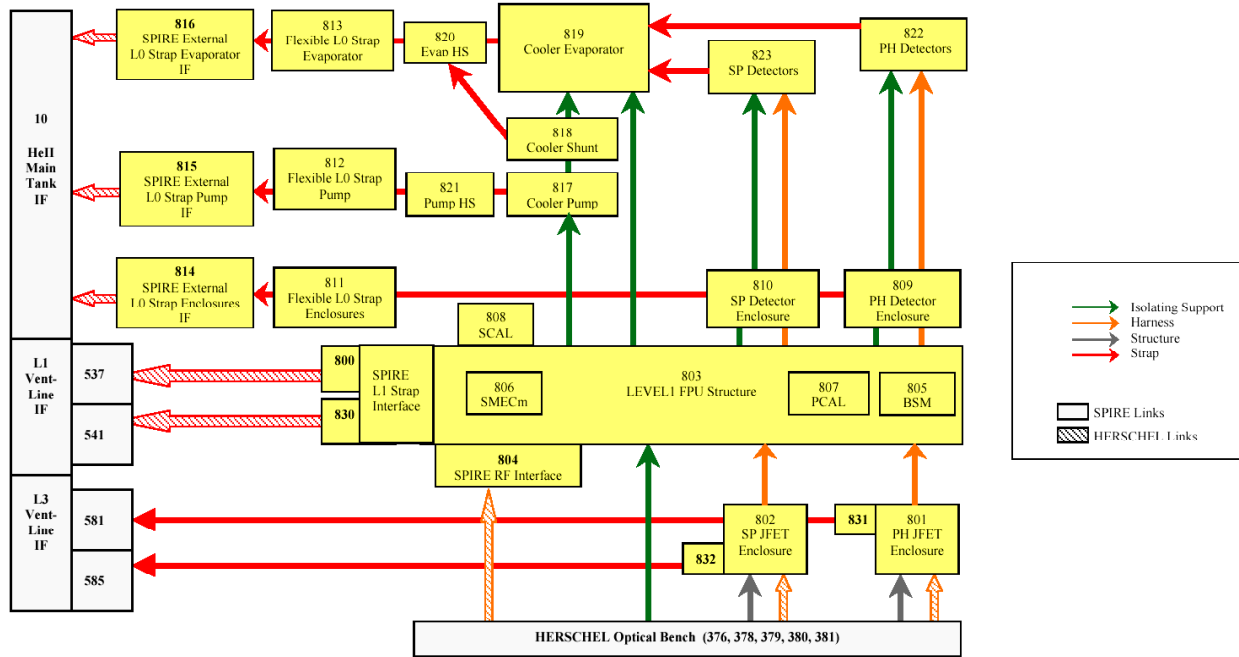 816
SPIRE External
L0 Strap Evaporator
IF
813
Flexible L0 Strap
Evaporator
820
Evap HS
819
Cooler Evaporator
823
SP Detectors
822
PH Detectors
10
HeII
Main
Tank
IF
818
Cooler Shunt
815
SPIRE External
L0 Strap Pump
IF
812
Flexible L0 Strap
Pump
821
Pump HS
817
Cooler Pump
814
SPIRE External
L0 Strap Enclosures
IF
811
Flexible L0 Strap
Enclosures
810
SP Detector
Enclosure
809
PH Detector
Enclosure
808
SCAL
L1
Vent-
Line
IF
537
541
800
830
SPIRE
L1 Strap
Interface
806
SMECm
803
LEVEL1 FPU Structure
807
PCAL
805
BSM
804
SPIRE RF Interface
L3
Vent-
Line
IF
581
585
802
SP JFET
Enclosure
832
831
801
PH JFET
Enclosure
HERSCHEL Optical Bench (376, 378, 379, 380, 381)
Isolating Support
Harness
Structure
Strap
SPIRE Links
HERSCHEL Links